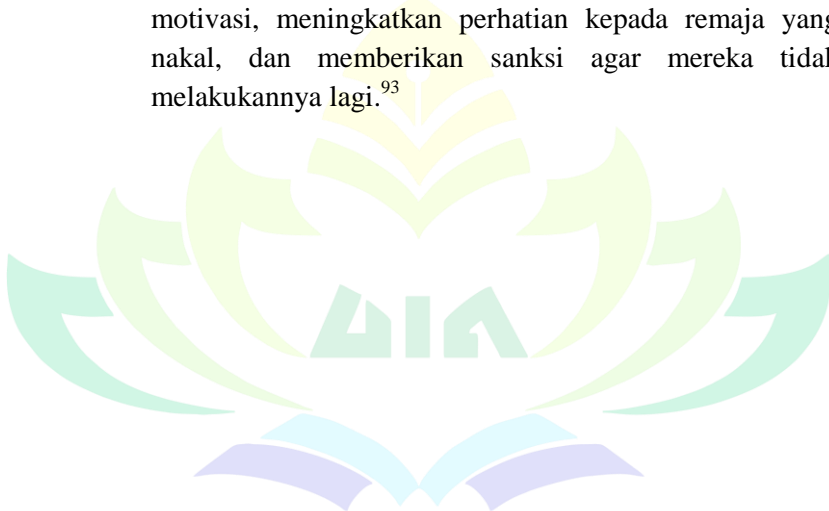 motivasi, meningkatkan perhatian kepada remaja yang
nakal, dan memberikan sanksi agar mereka tidak
melakukannya lagi.93